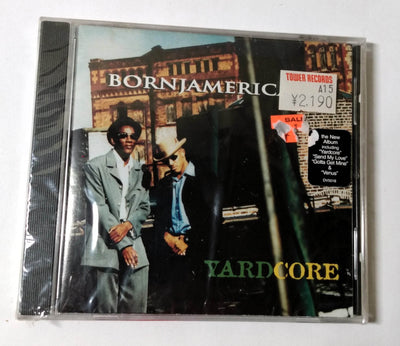 BORNJAMERICA
TOWER RECORDS
A15
¥2,190
SALE
the New
Album
including
"Yardcore"
"Send My Love"
"Gotta Get Mine"
&
"Venus"
YARDCORE